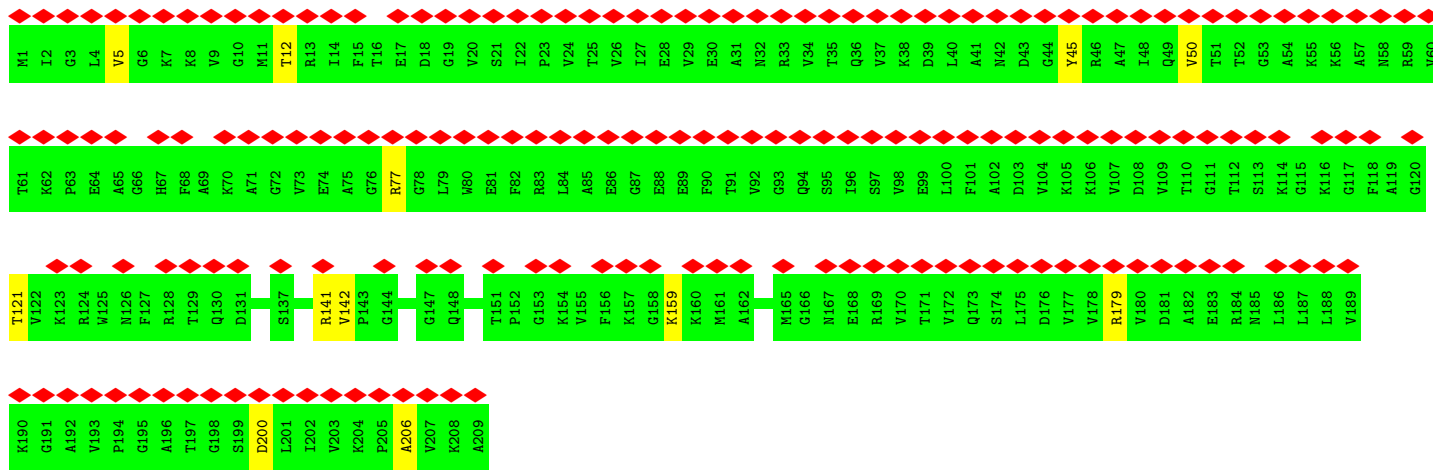 M1 I2 G3 L4 V5 G6 K7 K8 V9 G10 M11 T12 R13 I14 F15 T16 E17 D18 G19 V20 S21 I22 P23 V24 T25 V26 I27 E28 V29 E30 A31 N32 R33 V34 T35 Q36 V37 K38 D39 L40 A41 N42 D43 G44 Y45 R46 A47 I48 Q49 V50 T51 T52 G53 A54 K55 K56 A57 N58 R59 V60
T61 K62 P63 E64 A65 G66 H67 F68 A69 K70 A71 G72 V73 E74 A75 G76 R77 G78 L79 W80 E81 F82 R83 L84 A85 E86 G87 E88 E89 F90 T91 V92 G93 Q94 S95 I96 S97 V98 E99 L100 F101 A102 D103 V104 K105 K106 V107 D108 V109 T110 G111 T112 S113 K114 G115 K116 G117 F118 A119 G120
T121 V122 K123 R124 W125 N126 F127 R128 T129 Q130 D131 S137 R141 V142 P143 G144 G147 Q148 T151 P152 G153 K154 V155 F156 K157 G158 K159 K160 M161 A162 M165 G166 N167 E168 R169 V170 T171 V172 Q173 S174 L175 D176 V177 V178 R179 V180 D181 A182 E183 R184 N185 L186 L187 L188 V189
K190 G191 A192 V193 P194 G195 A196 T197 G198 S199 D200 L201 I202 V203 K204 P205 A206 V207 K208 A209